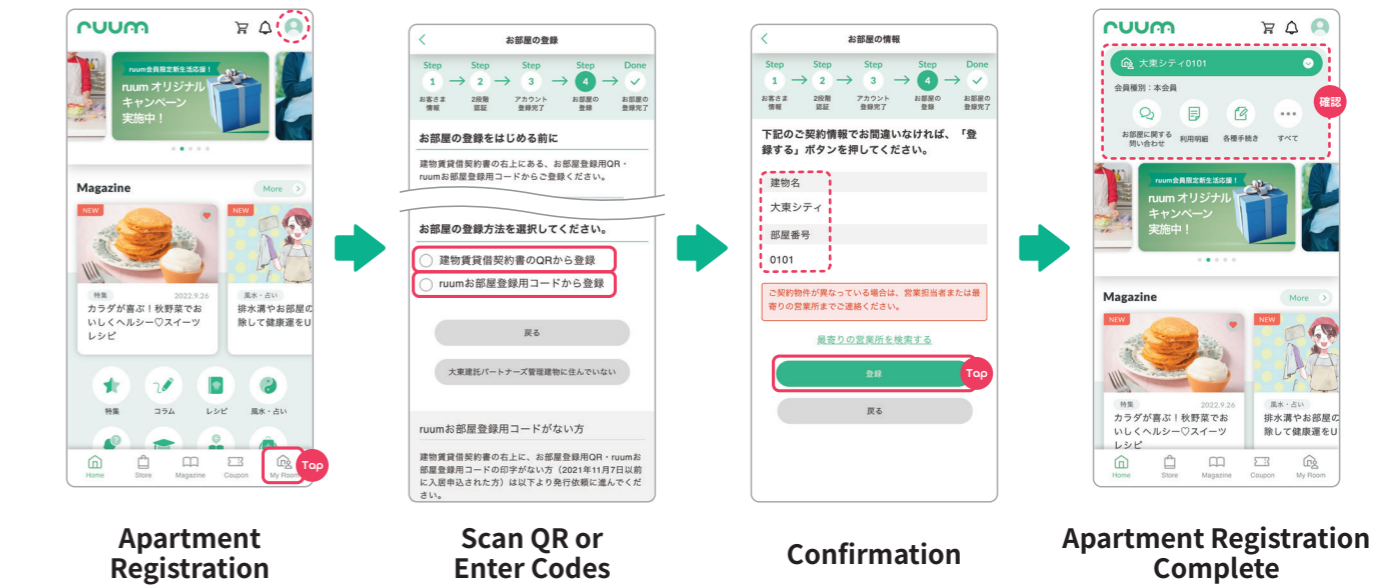 ruum
ruum会員限定新生活応援！
ruum オリジナル
キャンペーン
実施中！
Magazine
More
NEW
NEW
特集
2022.9.26
カラダが喜ぶ！秋野菜でお
いしくヘルシー♡スイーツ
レシピ
風水・占い
排水溝やお部屋の
除して健康運をU
特集
コラム
レシピ
風水・占い
Home
Store
Magazine
Coupon
My Room
Tap
Apartment
Registration
お部屋の登録
Step
Step
Step
Step
Done
1
2
3
4
お客さま
情報
2段階
認証
アカウント
登録完了
お部屋の
登録
お部屋の
登録完了
お部屋の登録をはじめる前に
建物賃貸借契約書の右上にある、お部屋登録用QR・
ruumお部屋登録用コードからご登録ください。
お部屋の登録方法を選択してください。
建物賃貸借契約書のQRから登録
ruumお部屋登録用コードから登録
戻る
大東建託パートナーズ管理建物に住んでいない
ruumお部屋登録用コードがない方
建物賃貸借契約書の右上に、お部屋登録用QR・ruumお
部屋登録用コードの印字がない方（2021年11月7日以前
に入居申込された方）は以下より発行依頼に進んでくだ
さい。
Scan QR or
Enter Codes
お部屋の情報
Step
Step
Step
Step
Done
1
2
3
4
お客さま
情報
2段階
認証
アカウント
登録完了
お部屋の
登録
お部屋の
登録完了
下記のご契約情報でお間違いなければ、「登
録する」ボタンを押してください。
建物名
大東シティ
部屋番号
0101
ご契約物件が異なっている場合は、営業担当者または最
寄りの営業所までご連絡ください。
最寄りの営業所を検索する
登録
Tap
戻る
Confirmation
ruum
大東シティ0101
会員種別：本会員
確認
お部屋に関する
問い合わせ
利用明細
各種手続き
すべて
ruum会員限定新生活応援！
ruum オリジナル
キャンペーン
実施中！
Magazine
More
NEW
NEW
特集
2022.9.26
カラダが喜ぶ！秋野菜でお
いしくヘルシー♡スイーツ
レシピ
風水・占い
排水溝やお部屋の
除して健康運をU
Home
Store
Magazine
Coupon
My Room
Apartment Registration
Complete